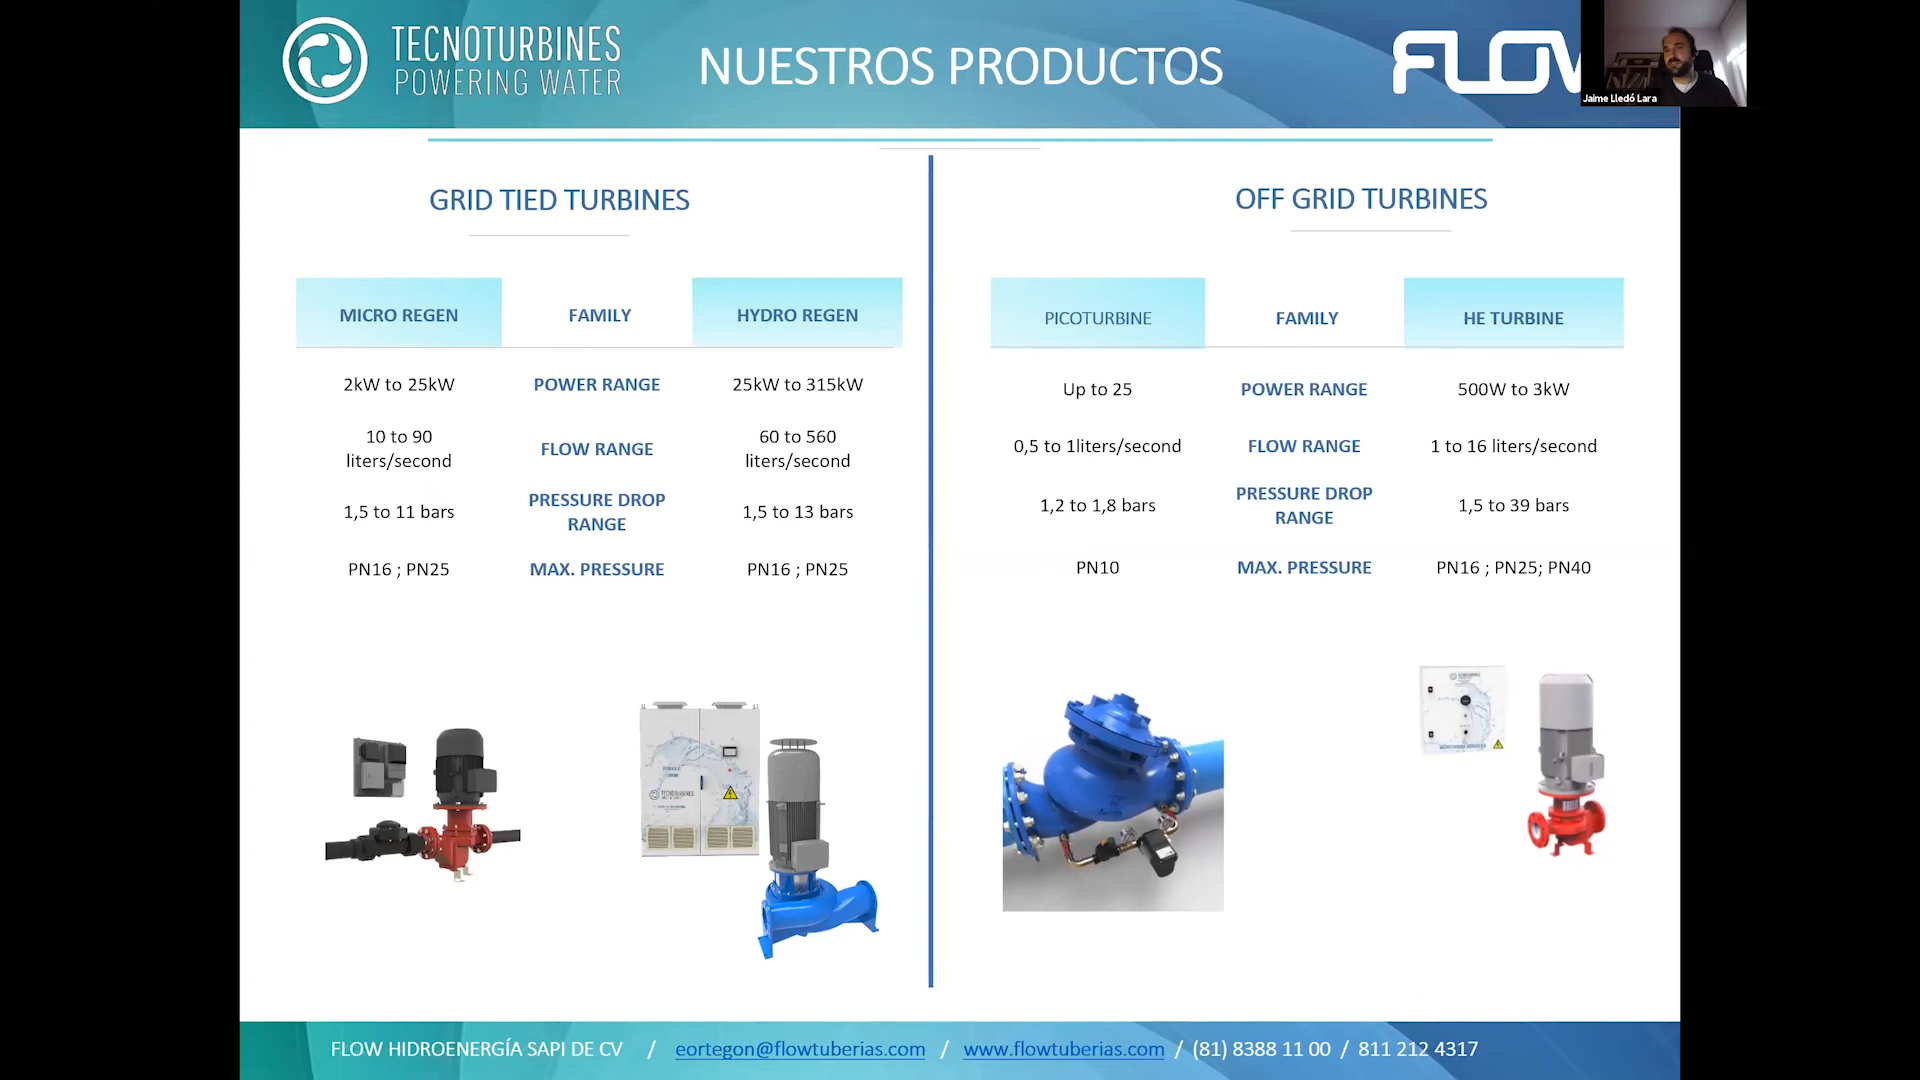 TECNOTURBINES
POWERING WATER
NUESTROS PRODUCTOS
FLOW
Jaime Lledó Lara
GRID TIED TURBINES
MICRO REGEN FAMILY HYDRO REGEN
2kW to 25kW POWER RANGE 25kW to 315kW
10 to 90
liters/second
FLOW RANGE
60 to 560
liters/second
1,5 to 11 bars
PRESSURE DROP
RANGE
1,5 to 13 bars
PN16 ; PN25 MAX. PRESSURE PN16 ; PN25
TECNOTURBINES
OFF GRID TURBINES
PICOTURBINE FAMILY HE TURBINE
Up to 25 POWER RANGE 500W to 3kW
0,5 to 1liters/second FLOW RANGE 1 to 16 liters/second
1,2 to 1,8 bars
PRESSURE DROP
RANGE
1,5 to 39 bars
PN10 MAX. PRESSURE PN16 ; PN25; PN40
FLOW HIDROENERGÍA SAPI DE CV / eortegon@flowtuberias.com / www.flowtuberias.com / (81) 8388 11 00 / 811 212 4317